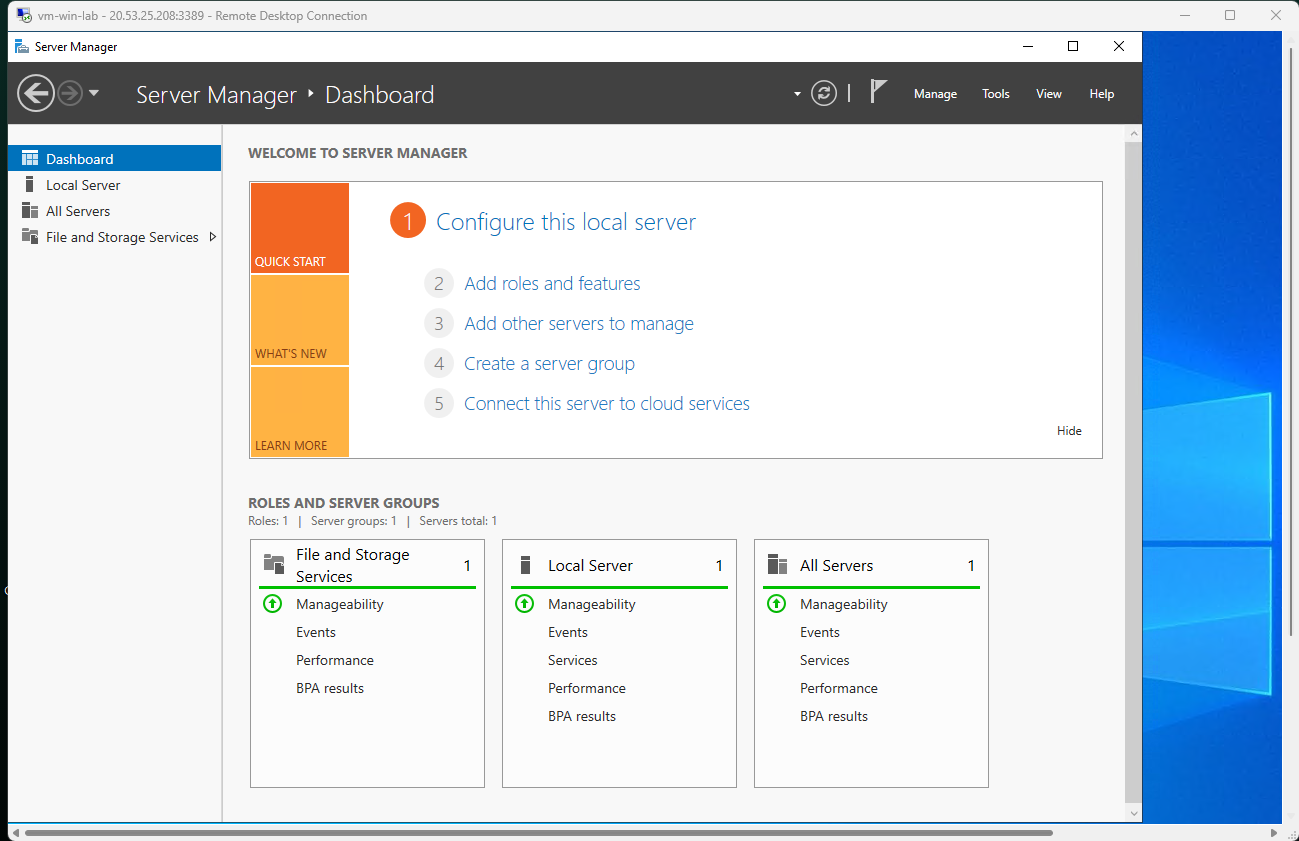 vm-win-lab - 20.53.25.208:3389 - Remote Desktop Connection
Server Manager
Server Manager Dashboard
Manage Tools View Help
Dashboard
Local Server
All Servers
File and Storage Services
WELCOME TO SERVER MANAGER
QUICK START
WHAT'S NEW
LEARN MORE
1 Configure this local server
2 Add roles and features
3 Add other servers to manage
4 Create a server group
5 Connect this server to cloud services
Hide
ROLES AND SERVER GROUPS
Roles: 1 | Server groups: 1 | Servers total: 1
File and Storage
Services 1
Manageability
Events
Performance
BPA results
Local Server 1
Manageability
Events
Services
Performance
BPA results
All Servers 1
Manageability
Events
Services
Performance
BPA results